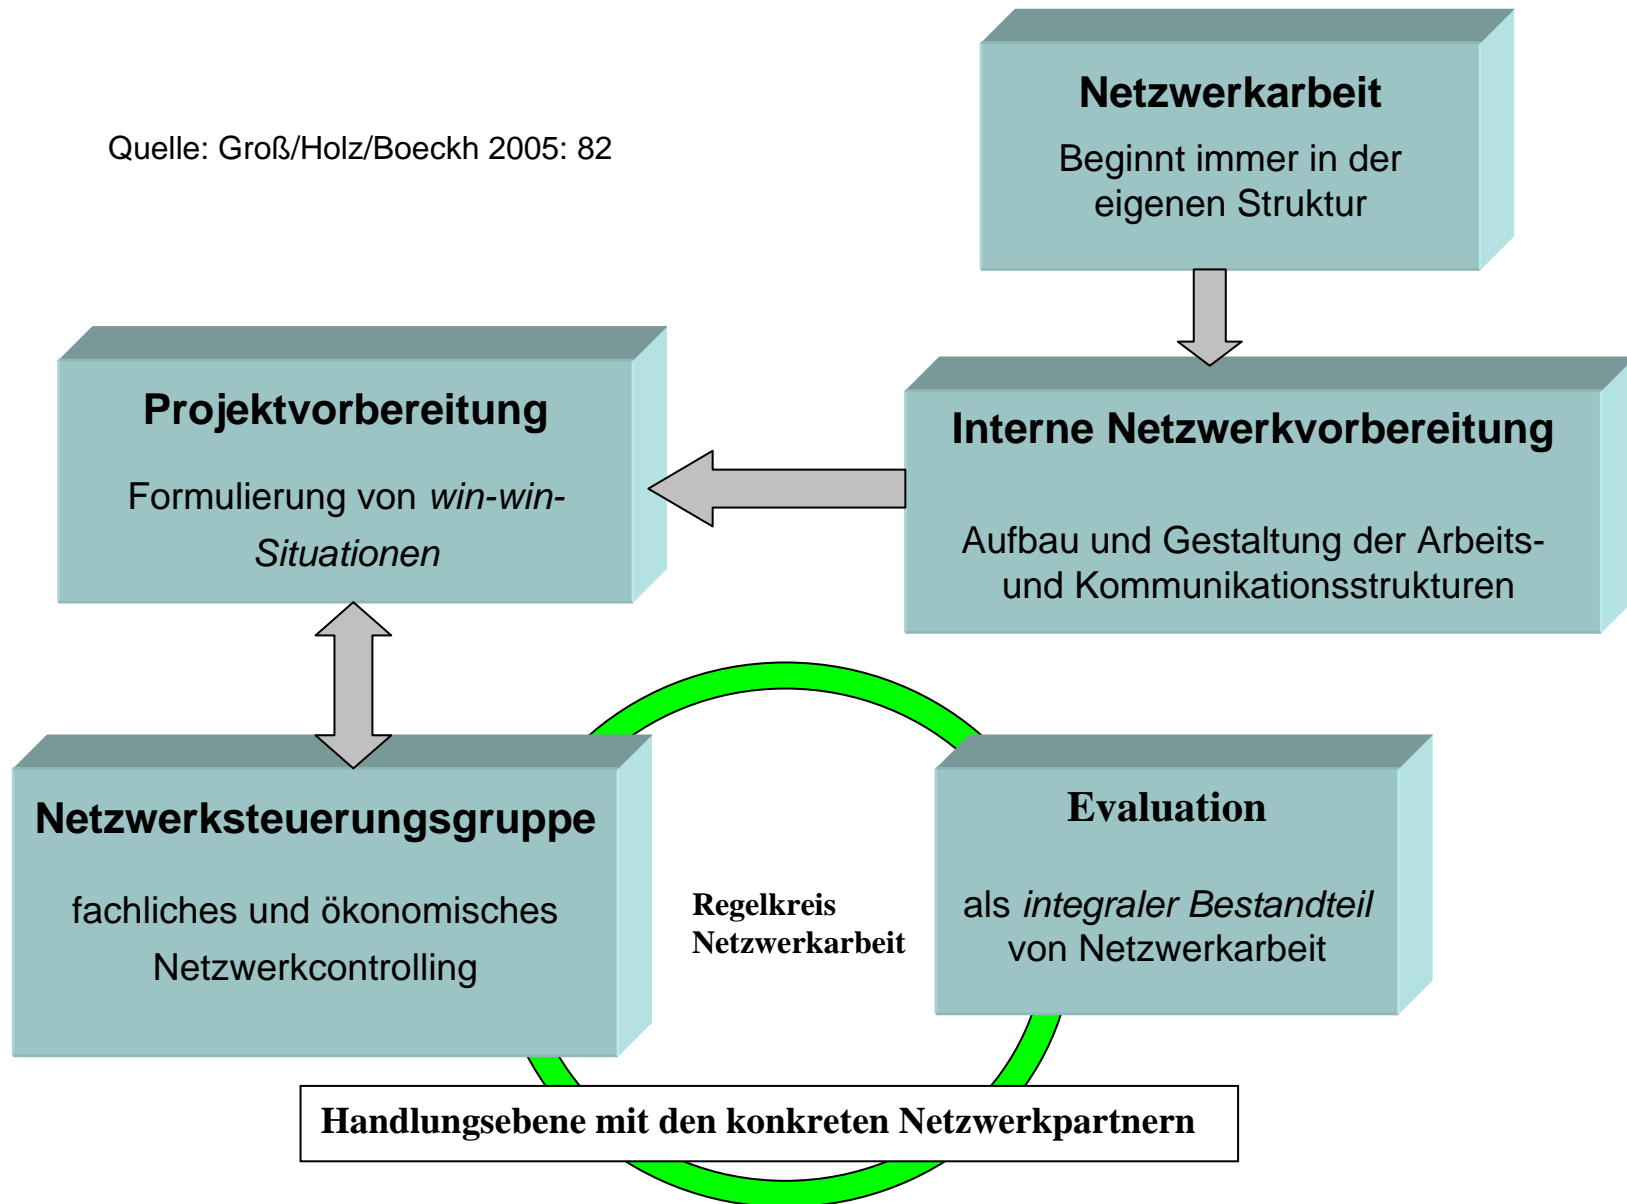 Netzwerkarbeit
Beginnt immer in der
eigenen Struktur
Quelle: Groß/Holz/Boeckh 2005: 82
Projektvorbereitung
Formulierung von win-win-
Situationen
Interne Netzwerkvorbereitung
Aufbau und Gestaltung der Arbeits-
und Kommunikationsstrukturen
Netzwerksteuerungsgruppe
fachliches und ökonomisches
Netzwerkcontrolling
Regelkreis
Netzwerkarbeit
Evaluation
als integraler Bestandteil
von Netzwerkarbeit
Handlungsebene mit den konkreten Netzwerkpartnern